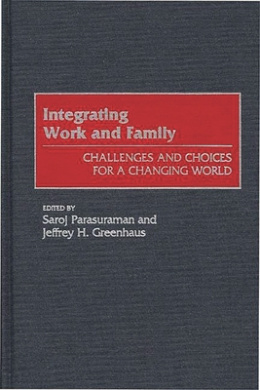 Integrating
Work and Family
CHALLENGES AND CHOICES
FOR A CHANGING WORLD
EDITED BY
Saroj Parasuraman and
Jeffrey H. Greenhaus